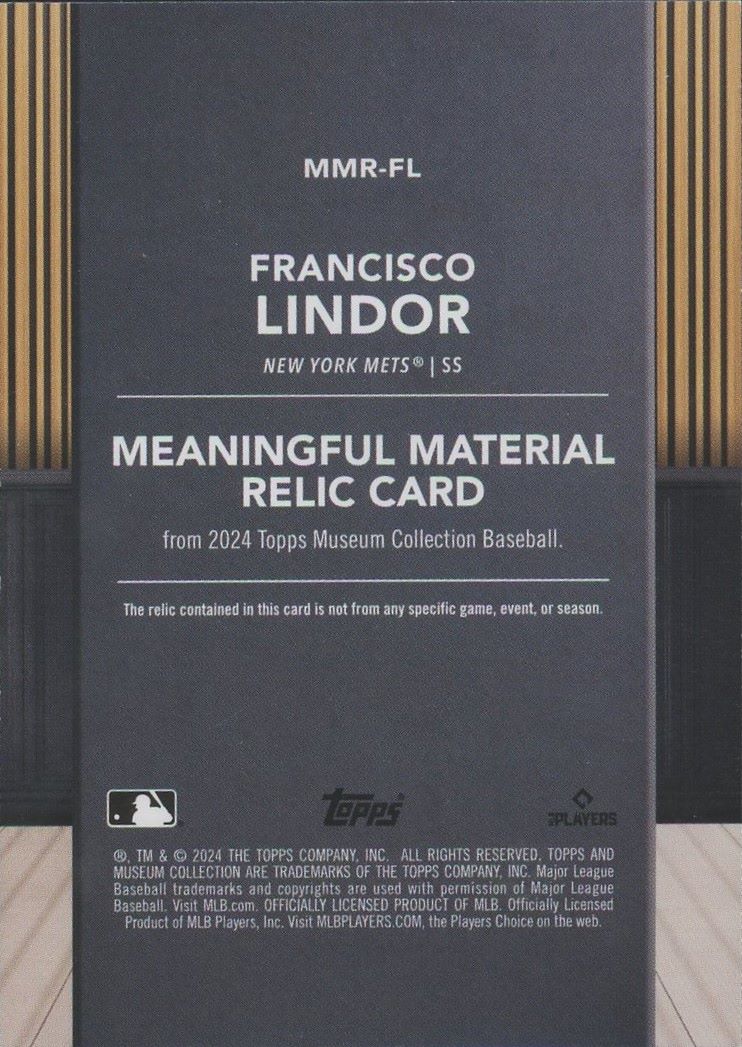 MMR-FL
FRANCISCO
LINDOR
NEW YORK METS® | SS
MEANINGFUL MATERIAL
RELIC CARD
from 2024 Topps Museum Collection Baseball.
The relic contained in this card is not from any specific game, event, or season.
topps
PLAYERS
®, TM & © 2024 THE TOPPS COMPANY, INC. ALL RIGHTS RESERVED. TOPPS AND
MUSEUM COLLECTION ARE TRADEMARKS OF THE TOPPS COMPANY, INC. Major League
Baseball trademarks and copyrights are used with permission of Major League
Baseball. Visit MLB.com. OFFICIALLY LICENSED PRODUCT OF MLB. Officially Licensed
Product of MLB Players, Inc. Visit MLBPLAYERS.COM, the Players Choice on the web.